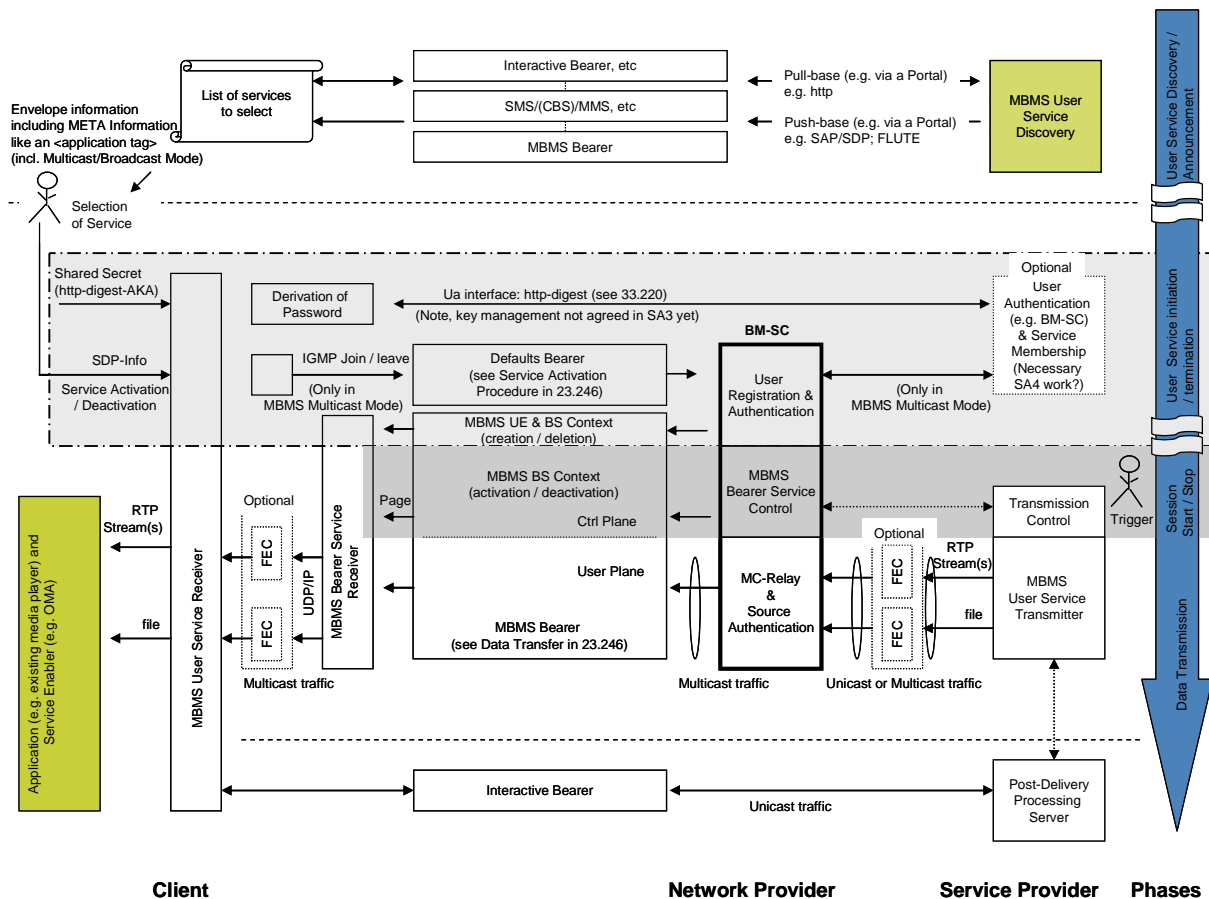 Interactive Bearer, etc
SMS/(CBS)/MMS, etc
MBMS Bearer
List of services
to select
Pull-base (e.g. via a Portal)
e.g. http
Push-base (e.g. via a Portal)
e.g. SAP/SDP; FLUTE
MBMS User
Service
Discovery
User Service Discovery /
Announcement
Envelope information
including META Information
like an <application tag>
(incl. Multicast/Broadcast Mode)
Selection
of Service
Shared Secret
(http-digest-AKA)
Derivation of
Password
Ua interface: http-digest (see 33.220)
(Note, key management not agreed in SA3 yet)
Optional
User
Authentication
(e.g. BM-SC)
& Service
Membership
(Necessary
SA4 work?)
User Service initiation
/ termination
BM-SC
SDP-Info
Service Activation
/ Deactivation
IGMP Join / leave
(Only in
MBMS Multicast Mode)
Defaults Bearer
(see Service Activation
Procedure in 23.246)
User
Registration &
Authentication
(Only in
MBMS Multicast Mode)
MBMS UE & BS Context
(creation / deletion)
MBMS BS Context
(activation / deactivation)
Page
Ctrl Plane
MBMS
Bearer Service
Control
Transmission
Control
Trigger
Session
Start / Stop
Application (e.g. existing media player) and
Service Enabler (e.g. OMA)
RTP
Stream(s)
file
MBMS User Service Receiver
Optional
FEC
FEC
UDP/IP
MBMS Bearer Service
Receiver
User Plane
MBMS Bearer
(see Data Transfer in 23.246)
MC-Relay
&
Source
Authentication
Optional
FEC
FEC
RTP
Stream(s)
file
MBMS
User Service
Transmitter
Data Transmission
Multicast traffic
Multicast traffic
Unicast or Multicast traffic
Interactive Bearer
Unicast traffic
Post-Delivery
Processing
Server
Client
Network Provider
Service Provider
Phases